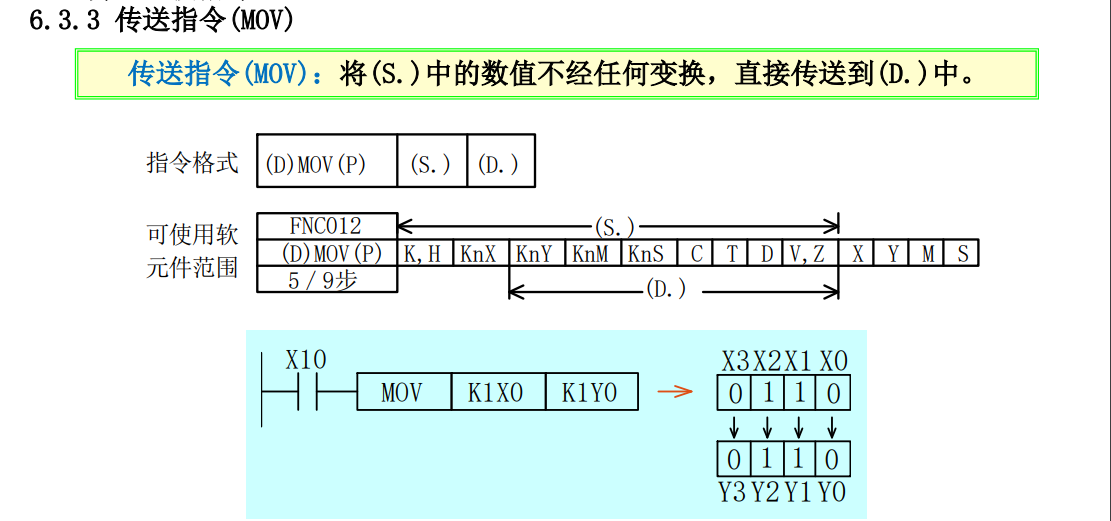 6.3.3 传送指令(MOV)
传送指令(MOV)：将(S.)中的数值不经任何变换，直接传送到(D.)中。
指令格式 (D)MOV(P) (S.) (D.)
可使用软元件范围
FNC012 (S.)
(D)MOV(P) K,H KnX KnY KnM KnS C T D V,Z X Y M S
5/9步 (D.)
X10
MOV K1X0 K1Y0
X3 X2 X1 X0
0 1 1 0
0 1 1 0
Y3 Y2 Y1 Y0